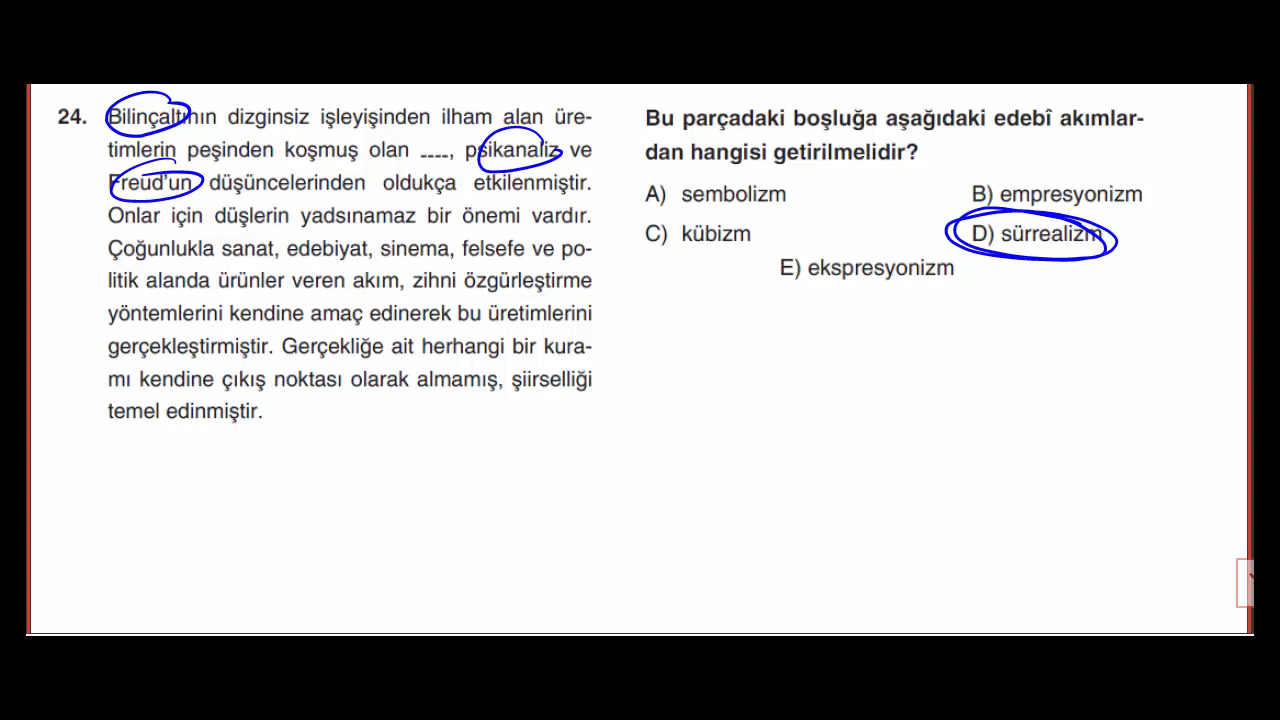 24. Bilinçaltının dizginsiz işleyişinden ilham alan üre-
timlerin peşinden koşmuş olan ----, psikanaliz ve
Freud'un düşüncelerinden oldukça etkilenmiştir.
Onlar için düşlerin yadsınamaz bir önemi vardır.
Çoğunlukla sanat, edebiyat, sinema, felsefe ve po-
litik alanda ürünler veren akım, zihni özgürleştirme
yöntemlerini kendine amaç edinerek bu üretimlerini
gerçekleştirmiştir. Gerçekliğe ait herhangi bir kura-
mı kendine çıkış noktası olarak almamış, şiirselliği
temel edinmiştir.
Bu parçadaki boşluğa aşağıdaki edebî akımlar-
dan hangisi getirilmelidir?
A) sembolizm B) empresyonizm
C) kübizm D) sürrealizm
E) ekspresyonizm